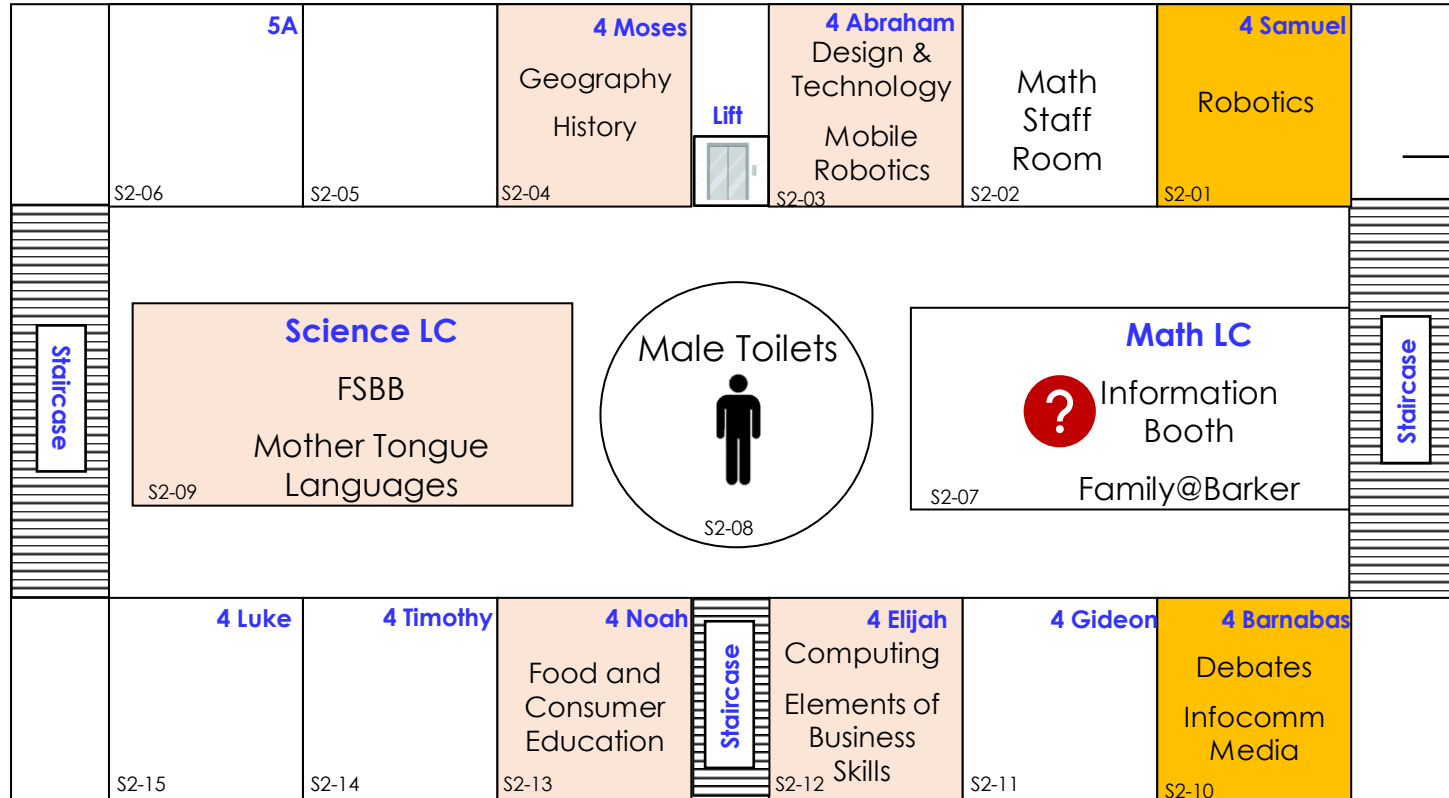 5A
S2-06
S2-05
4 Moses
Geography
History
S2-04
Lift
4 Abraham
Design &
Technology
Mobile
Robotics
S2-03
Math
Staff
Room
S2-02
4 Samuel
Robotics
S2-01
Staircase
Science LC
FSBB
Mother Tongue
Languages
S2-09
Male Toilets
S2-08
Math LC
?
Information
Booth
Family@Barker
S2-07
Staircase
4 Luke
S2-15
4 Timothy
S2-14
4 Noah
Food and
Consumer
Education
S2-13
Staircase
4 Elijah
Computing
Elements of
Business
Skills
S2-12
4 Gideon
S2-11
4 Barnabas
Debates
Infocomm
Media
S2-10